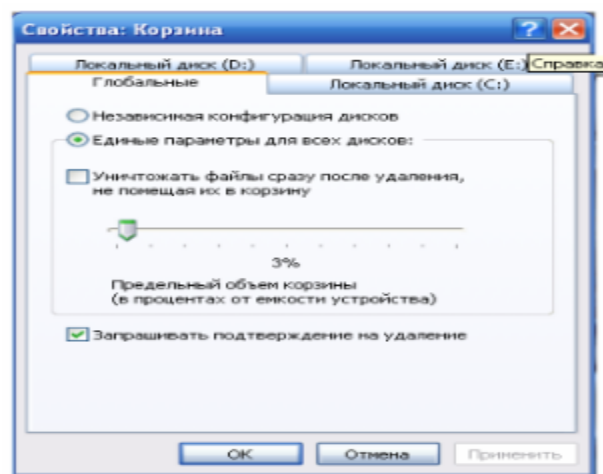 Свойства: Корзина
Локальный диск (D:) Локальный диск (E:) Справка
Глобальные Локальный диск (C:)
Независимая конфигурация дисков
Единые параметры для всех дисков:
Уничтожать файлы сразу после удаления,
не помещая их в корзину
3%
Предельный объем корзины
(в процентах от емкости устройства)
Запрашивать подтверждение на удаление
ОК Отмена Применить